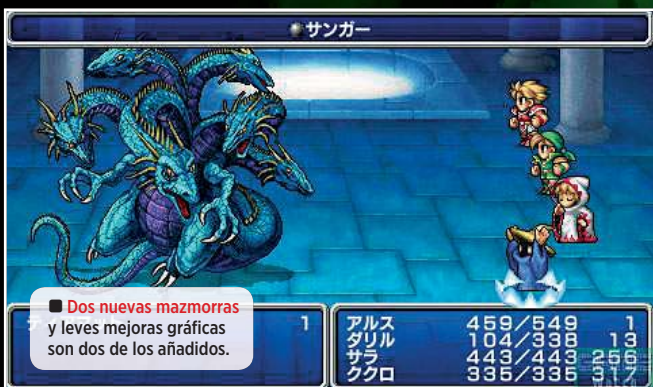 サンガー
■ Dos nuevas mazmorras
y leves mejoras gráficas
son dos de los añadidos.
1
アルス 459/549 1
ダリル 104/338 13
サラ 443/443 256
ククロ 335/335 317